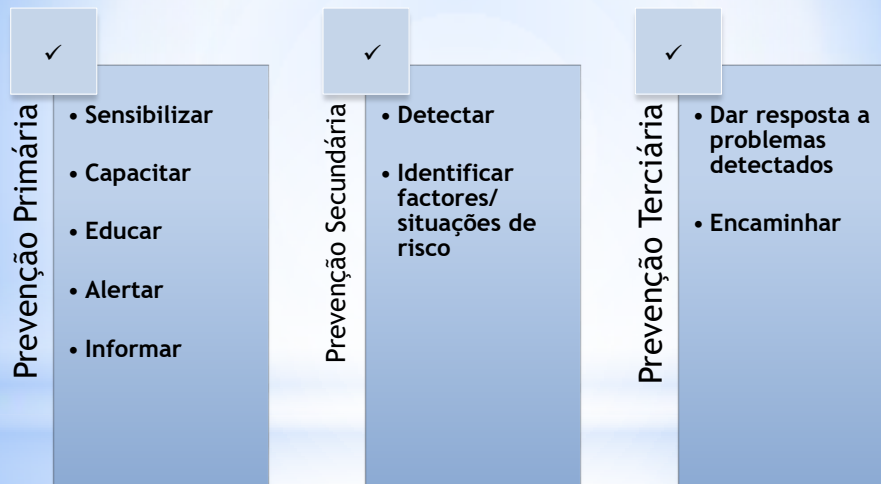 ✓
Prevenção Primária
• Sensibilizar
• Capacitar
• Educar
• Alertar
• Informar
✓
Prevenção Secundária
• Detectar
• Identificar
factores/
situações de
risco
✓
Prevenção Terciária
• Dar resposta a
problemas
detectados
• Encaminhar